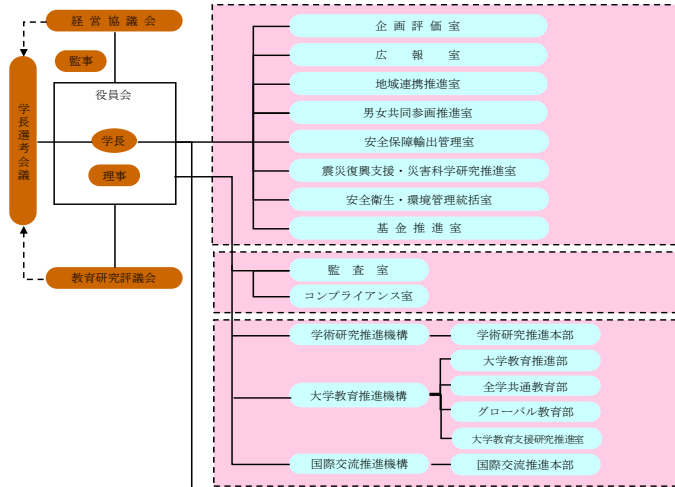 経営協議会
監事
役員会
学長選考会議
学長
理事
教育研究評議会
企画評価室
広報室
地域連携推進室
男女共同参画推進室
安全保障輸出管理室
震災復興支援・災害科学研究推進室
安全衛生・環境管理統括室
基金推進室
監査室
コンプライアンス室
学術研究推進機構
学術研究推進本部
大学教育推進機構
大学教育推進部
全学共通教育部
グローバル教育部
大学教育支援研究推進室
国際交流推進機構
国際交流推進本部